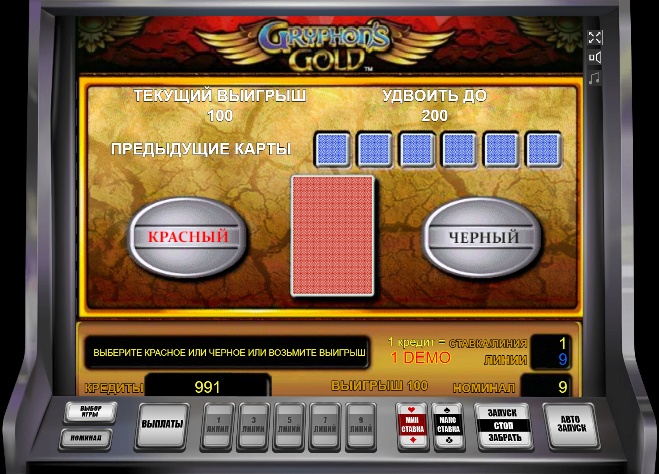 GRYPHON'S
GOLD™
ТЕКУЩИЙ ВЫИГРЫШ
100
УДВОИТЬ ДО
200
ПРЕДЫДУЩИЕ КАРТЫ
КРАСНЫЙ
ЧЕРНЫЙ
ВЫБЕРИТЕ КРАСНОЕ ИЛИ ЧЕРНОЕ ИЛИ ВОЗЬМИТЕ ВЫИГРЫШ
1 кредит =
1 DEMO
СТАВКА/ЛИНИЯ 1
ЛИНИИ 9
КРЕДИТЫ 991
ВЫИГРЫШ 100
НОМИНАЛ 9
ВЫБОР
ИГРЫ
НОМИНАЛ
ВЫПЛАТЫ
1
ЛИНИЯ
3
ЛИНИИ
5
ЛИНИЙ
7
ЛИНИЙ
9
ЛИНИЙ
МИН
СТАВКА
МАКС
СТАВКА
ЗАПУСК
СТОП
ЗАБРАТЬ
АВТО
ЗАПУСК